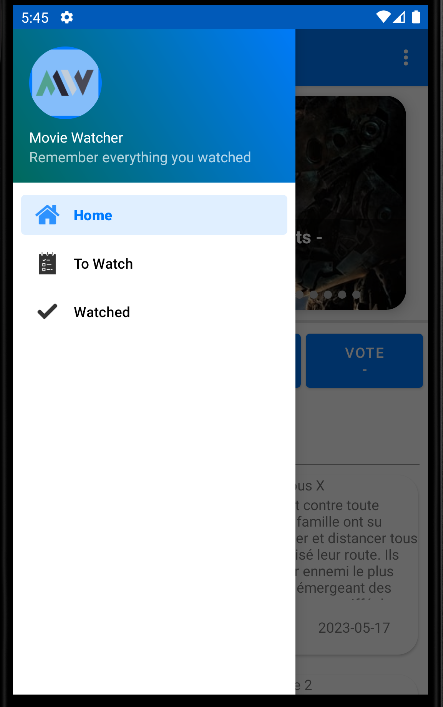 5:45
MW
Movie Watcher
Remember everything you watched
Home
To Watch
Watched
ts -
VOTE
-
ous X
t contre toute
famille ont su
er et distancer tous
isé leur route. Ils
r ennemi le plus
émergeant des
2023-05-17
e 2